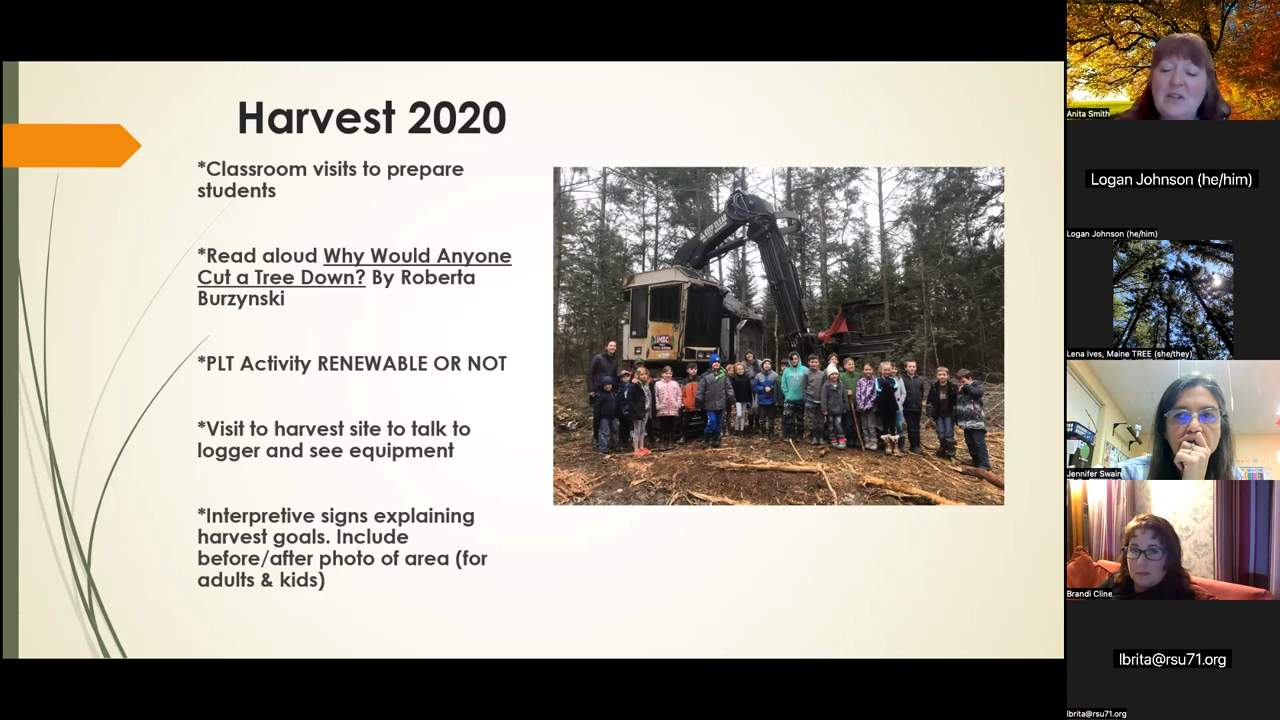 Harvest 2020
*Classroom visits to prepare
students
*Read aloud Why Would Anyone
Cut a Tree Down? By Roberta
Burzynski
*PLT Activity RENEWABLE OR NOT
*Visit to harvest site to talk to
logger and see equipment
*Interpretive signs explaining
harvest goals. Include
before/after photo of area (for
adults & kids)
Anita Smith
Logan Johnson (he/him)
Logan Johnson (he/him)
Lena Ives, Maine TREE (she/they)
Jennifer Swain
Brandi Cline
lbrita@rsu71.org
lbrita@rsu71.org